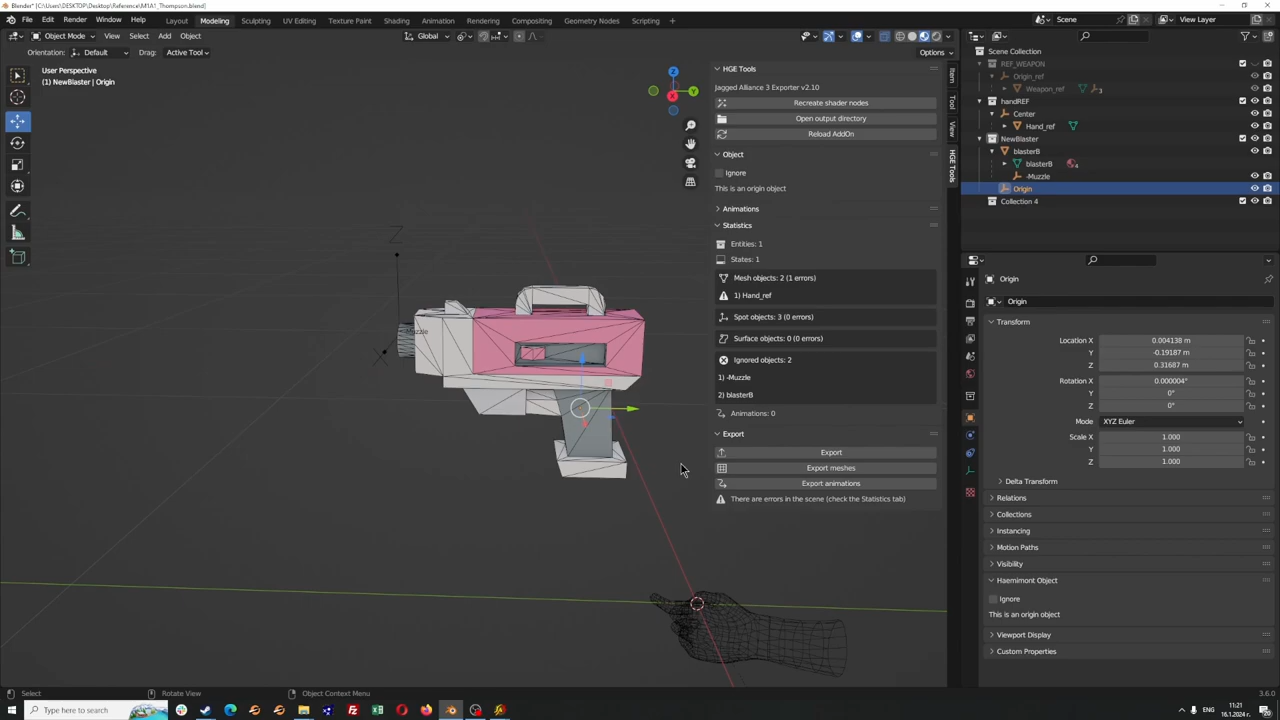 Blender* [C:\Users\DESKTOP\Desktop\Reference\M1A1_Thompson.blend]
File Edit Render Window Help Layout Modeling Sculpting UV Editing Texture Paint Shading Animation Rendering Compositing Geometry Nodes Scripting + Scene View Layer
Object Mode View Select Add Object Global
Orientation: Default Drag: Active Tool Options
User Perspective
(1) NewBlaster | Origin
Z
Y
X
Z
X
-Muzzle
HGE Tools
Jagged Alliance 3 Exporter v2.10
Recreate shader nodes
Open output directory
Reload AddOn
Object
Ignore
This is an origin object
Animations
Statistics
Entities: 1
States: 1
Mesh objects: 2 (1 errors)
1) Hand_ref
Spot objects: 3 (0 errors)
Surface objects: 0 (0 errors)
Ignored objects: 2
1) -Muzzle
2) blasterB
Animations: 0
Export
Export
Export meshes
Export animations
There are errors in the scene (check the Statistics tab)
Item
Tool
View
HGE Tools
Scene Collection
REF_WEAPON
Origin_ref
Weapon_ref 3
handREF
Center
Hand_ref
NewBlaster
blasterB
blasterB 4
-Muzzle
Origin
Collection 4
Origin
Origin
Transform
Location X 0.004138 m
Y -0.19187 m
Z 0.31687 m
Rotation X 0.000004°
Y 0°
Z 0°
Mode XYZ Euler
Scale X 1.000
Y 1.000
Z 1.000
Delta Transform
Relations
Collections
Instancing
Motion Paths
Visibility
Haemimont Object
Ignore
This is an origin object
Viewport Display
Custom Properties
Select Rotate View Object Context Menu 3.6.0
Type here to search ENG 11:21
16.1.2024 г.